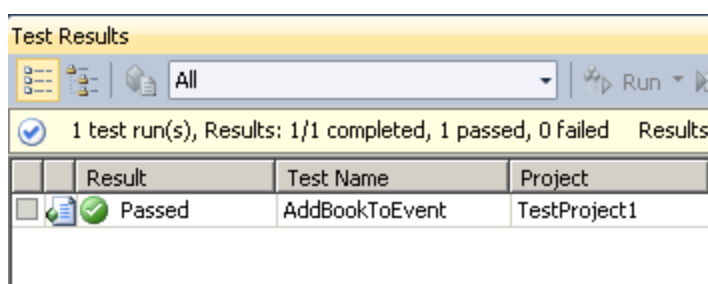 Test Results
All Run
1 test run(s), Results: 1/1 completed, 1 passed, 0 failed Results
Result Test Name Project
Passed AddBookToEvent TestProject1